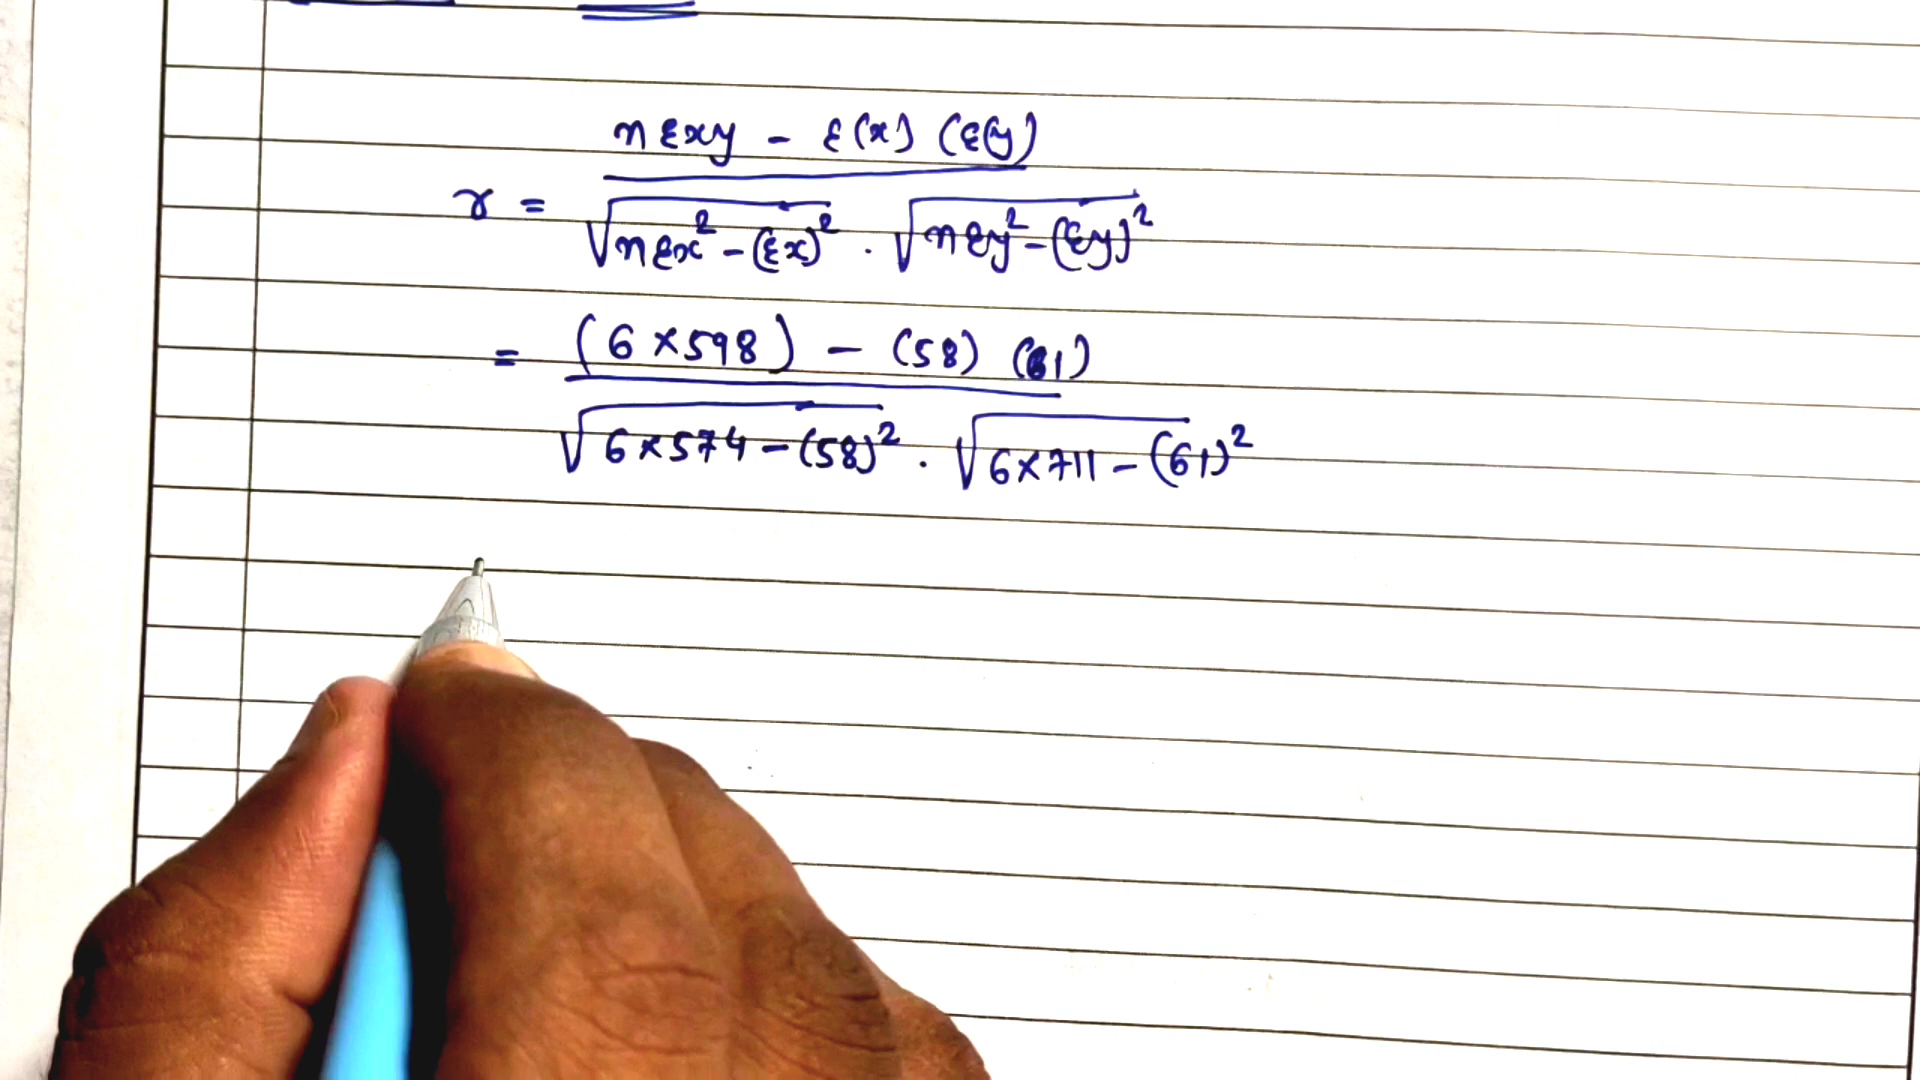 nΣxy - Σ(x) (Σ(y)
r = ─────────────
√nΣx² - (Σx)² . √nΣy² - (Σy)²
= (6 × 598) - (58) (61)
√6 × 574 - (58)² . √6 × 711 - (61)²